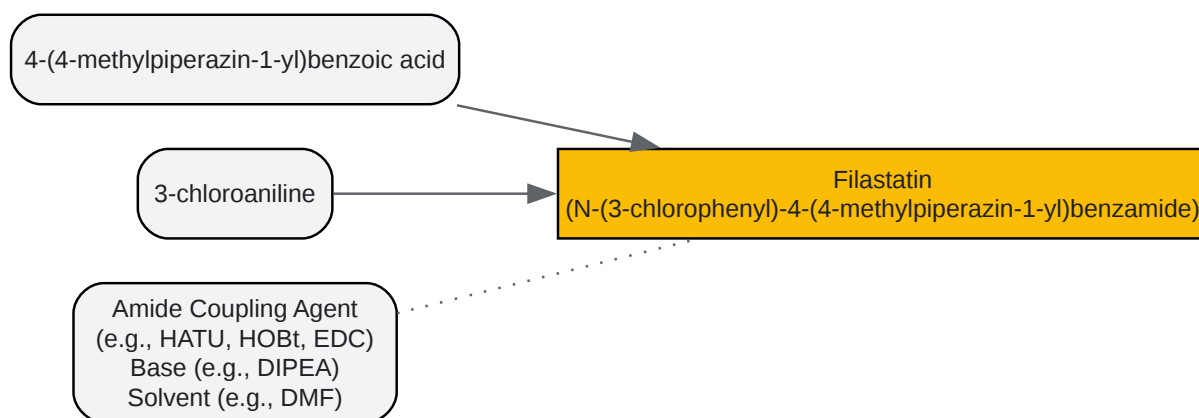 4-(4-methylpiperazin-1-yl)benzoic acid
3-chloroaniline
Filastatin
(N-(3-chlorophenyl)-4-(4-methylpiperazin-1-yl)benzamide)
Amide Coupling Agent
(e.g., HATU, HOBt, EDC)
Base (e.g., DIPEA)
Solvent (e.g., DMF)